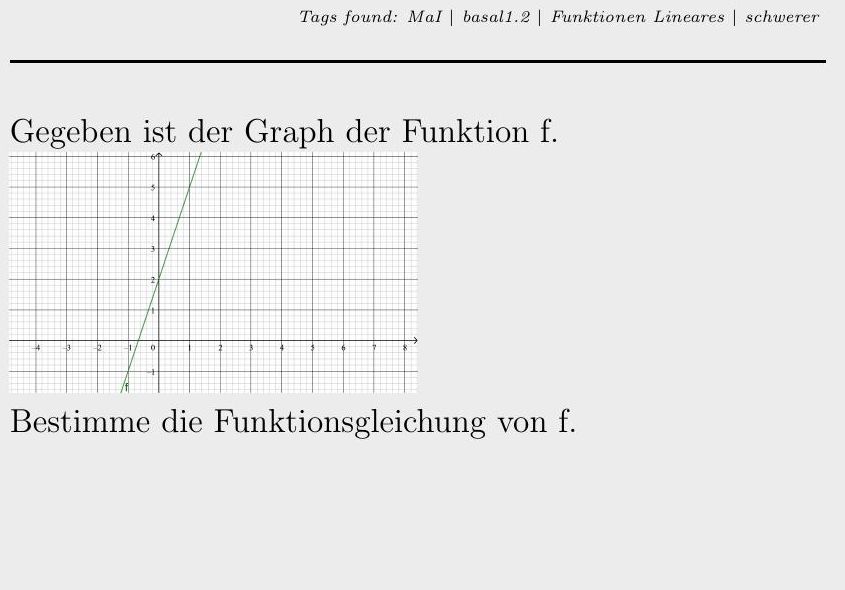 Tags found: MaI | basal1.2 | Funktionen Lineares | schwerer
Gegeben ist der Graph der Funktion f.
6
5
4
3
2
1
-4 -3 -2 -1 0 1 2 3 4 5 6 7 8
-1
f
Bestimme die Funktionsgleichung von f.